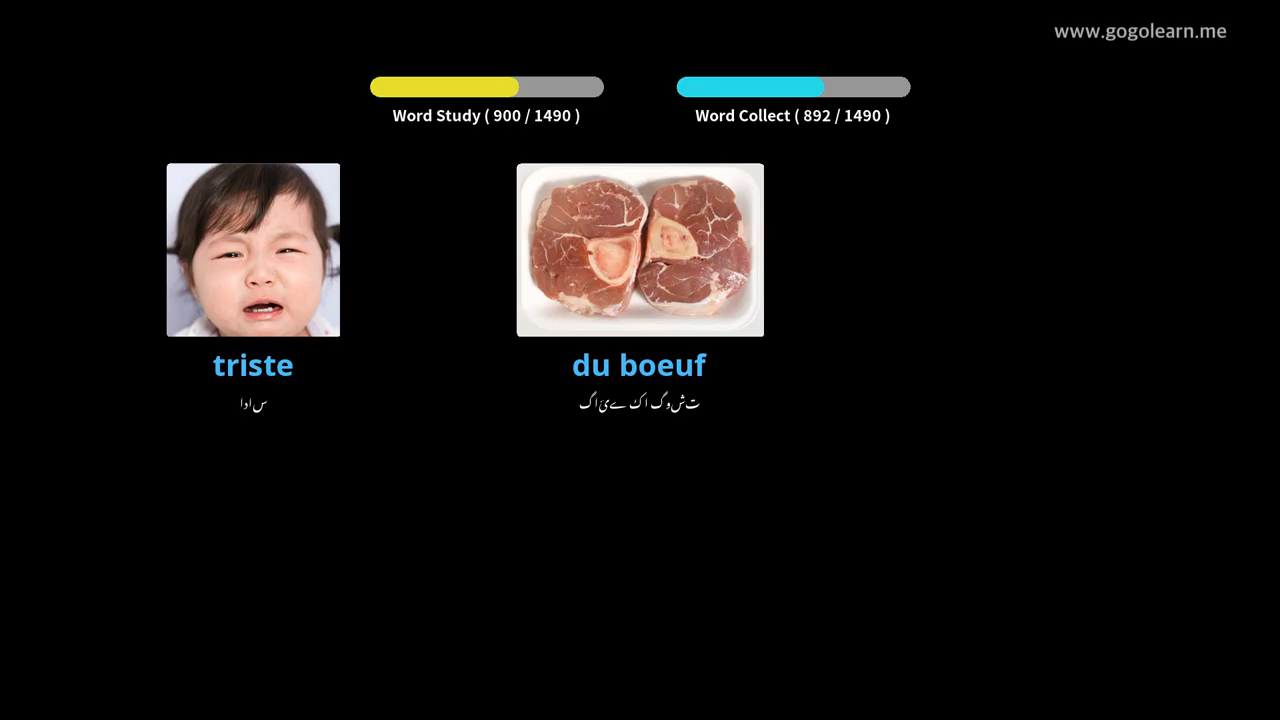 www.gogolearn.me
Word Study ( 900 / 1490 )
Word Collect ( 892 / 1490 )
triste
اداس
du boeuf
گائے کا گوشت